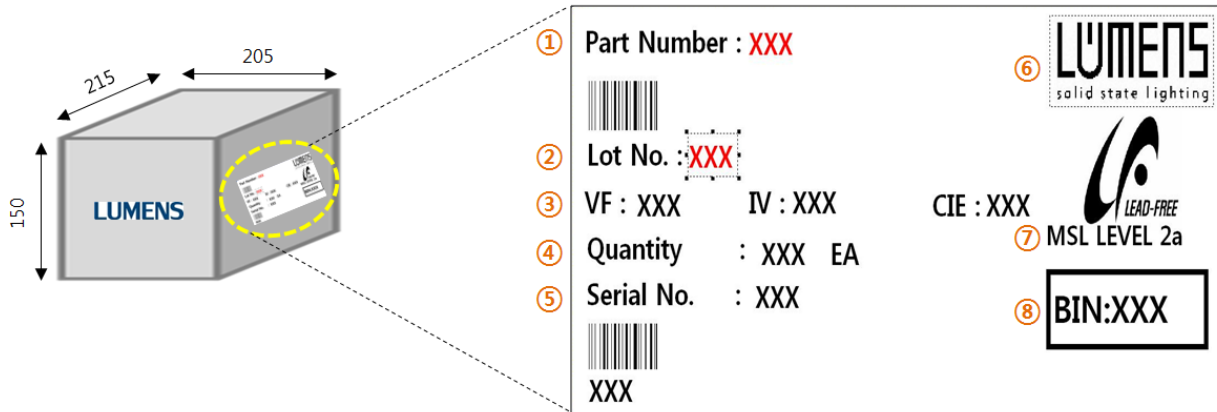 205
215
150
LUMENS
① Part Number : XXX
② Lot No. : XXX
③ VF : XXX IV : XXX CIE : XXX
④ Quantity : XXX EA
⑤ Serial No. : XXX
XXX
⑥ LUMENS
solid state lighting
LEAD-FREE
⑦ MSL LEVEL 2a
⑧ BIN:XXX